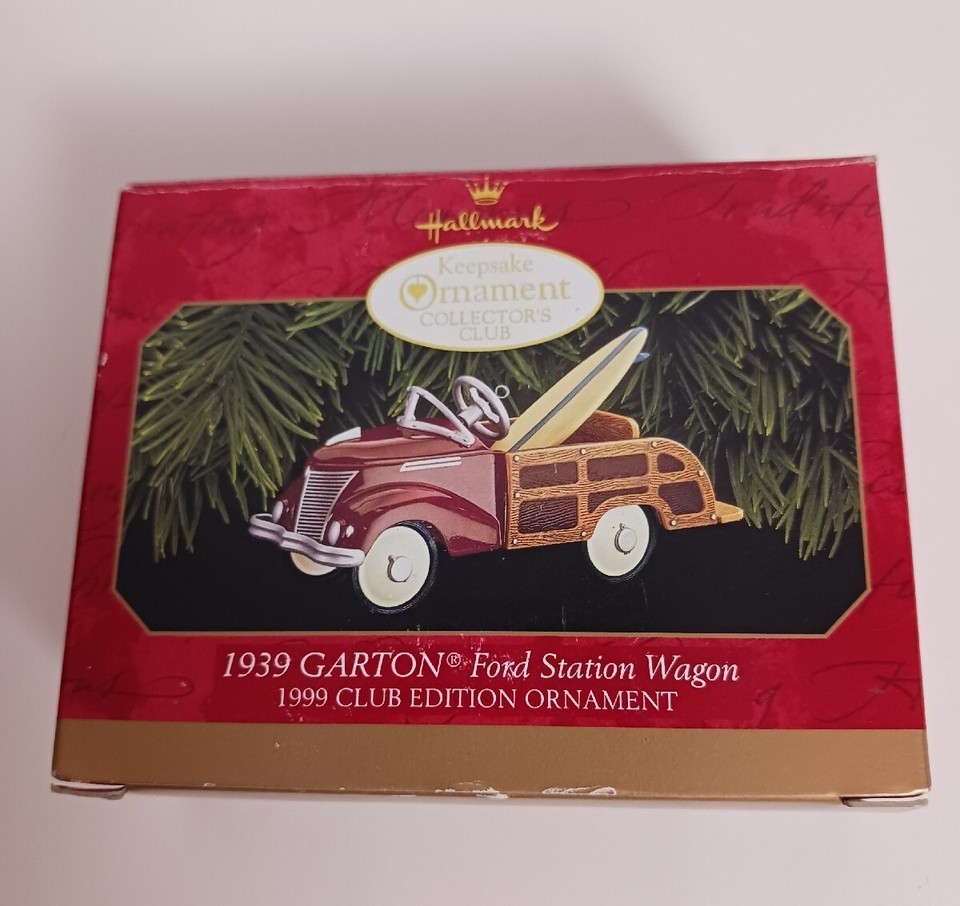 Hallmark
Keepsake
Ornament
COLLECTOR'S
CLUB
1939 GARTON® Ford Station Wagon
1999 CLUB EDITION ORNAMENT